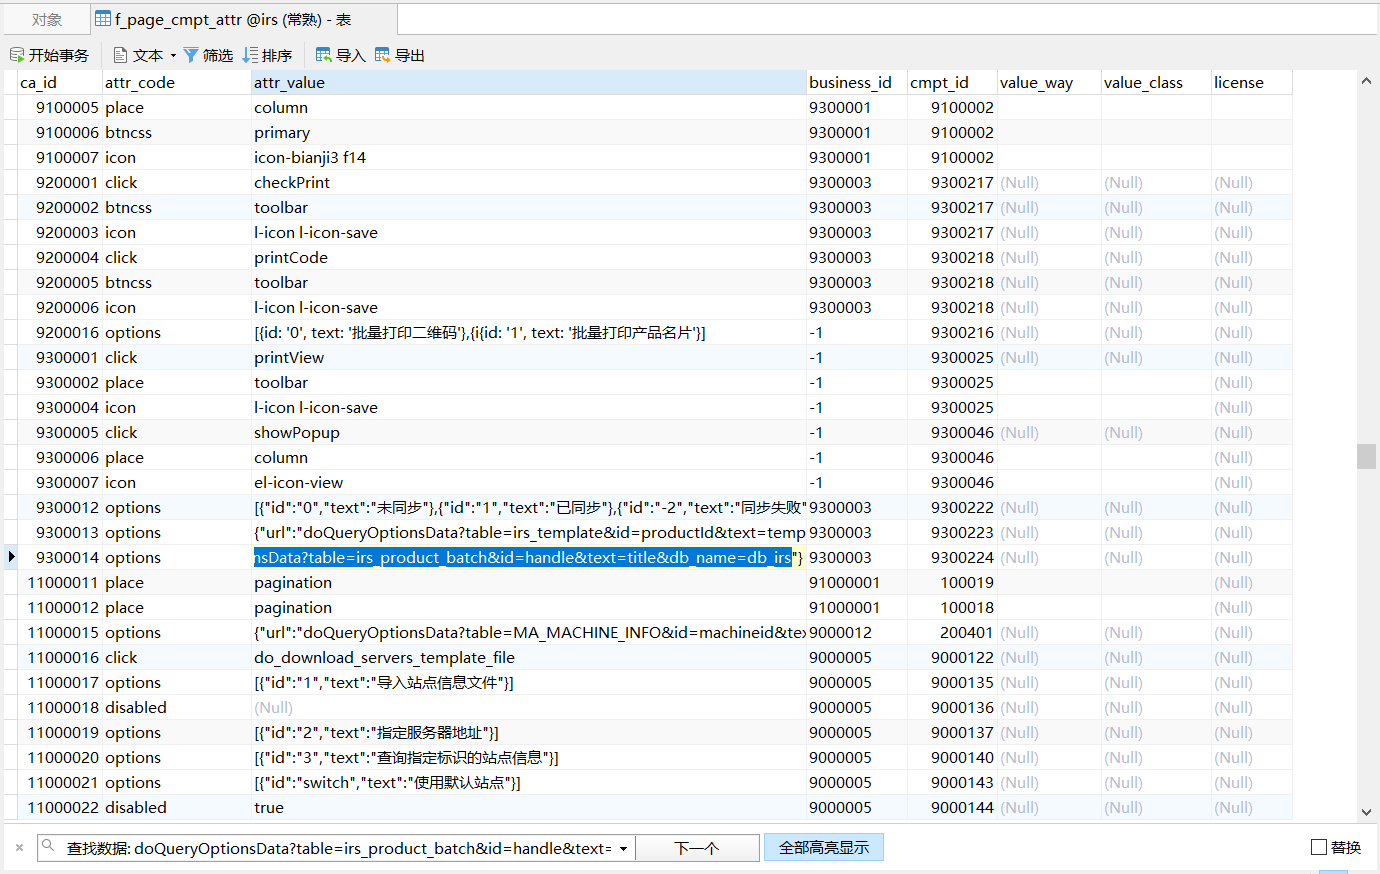 对象 f_page_cmpt_attr @irs (常熟) - 表
开始事务 文本 筛选 排序 导入 导出
ca_id attr_code attr_value business_id cmpt_id value_way value_class license
9100005 place column 9300001 9100002
9100006 btncss primary 9300001 9100002
9100007 icon icon-bianji3 f14 9300001 9100002
9200001 click checkPrint 9300003 9300217 (Null) (Null) (Null)
9200002 btncss toolbar 9300003 9300217 (Null) (Null) (Null)
9200003 icon l-icon l-icon-save 9300003 9300217 (Null) (Null) (Null)
9200004 click printCode 9300003 9300218 (Null) (Null) (Null)
9200005 btncss toolbar 9300003 9300218 (Null) (Null) (Null)
9200006 icon l-icon l-icon-save 9300003 9300218 (Null) (Null) (Null)
9200016 options [{id: '0', text: '批量打印二维码'},{i{id: '1', text: '批量打印产品名片'}] -1 9300216 (Null) (Null) (Null)
9300001 click printView -1 9300025 (Null) (Null) (Null)
9300002 place toolbar -1 9300025 (Null)
9300004 icon l-icon l-icon-save -1 9300025 (Null)
9300005 click showPopup -1 9300046 (Null) (Null) (Null)
9300006 place column -1 9300046 (Null)
9300007 icon el-icon-view -1 9300046 (Null)
9300012 options [{"id":"0","text":"未同步"},{"id":"1","text":"已同步"},{"id":"-2","text":"同步失败" 9300003 9300222 (Null) (Null) (Null)
9300013 options {"url":"doQueryOptionsData?table=irs_template&id=productId&text=temp 9300003 9300223 (Null) (Null) (Null)
9300014 options nsData?table=irs_product_batch&id=handle&text=title&db_name=db_irs"} 9300003 9300224 (Null) (Null) (Null)
11000011 place pagination 91000001 100019 (Null)
11000012 place pagination 91000001 100018 (Null)
11000015 options {"url":"doQueryOptionsData?table=MA_MACHINE_INFO&id=machineid&tex 9000012 200401 (Null) (Null) (Null)
11000016 click do_download_servers_template_file 9000005 9000122 (Null) (Null) (Null)
11000017 options [{"id":"1","text":"导入站点信息文件"}] 9000005 9000135 (Null) (Null) (Null)
11000018 disabled (Null) 9000005 9000136 (Null) (Null) (Null)
11000019 options [{"id":"2","text":"指定服务器地址"}] 9000005 9000137 (Null) (Null) (Null)
11000020 options [{"id":"3","text":"查询指定标识的站点信息"}] 9000005 9000140 (Null) (Null) (Null)
11000021 options [{"id":"switch","text":"使用默认站点"}] 9000005 9000143 (Null) (Null) (Null)
11000022 disabled true 9000005 9000144 (Null) (Null) (Null)
查找数据: doQueryOptionsData?table=irs_product_batch&id=handle&text= 下一个 全部高亮显示 替换